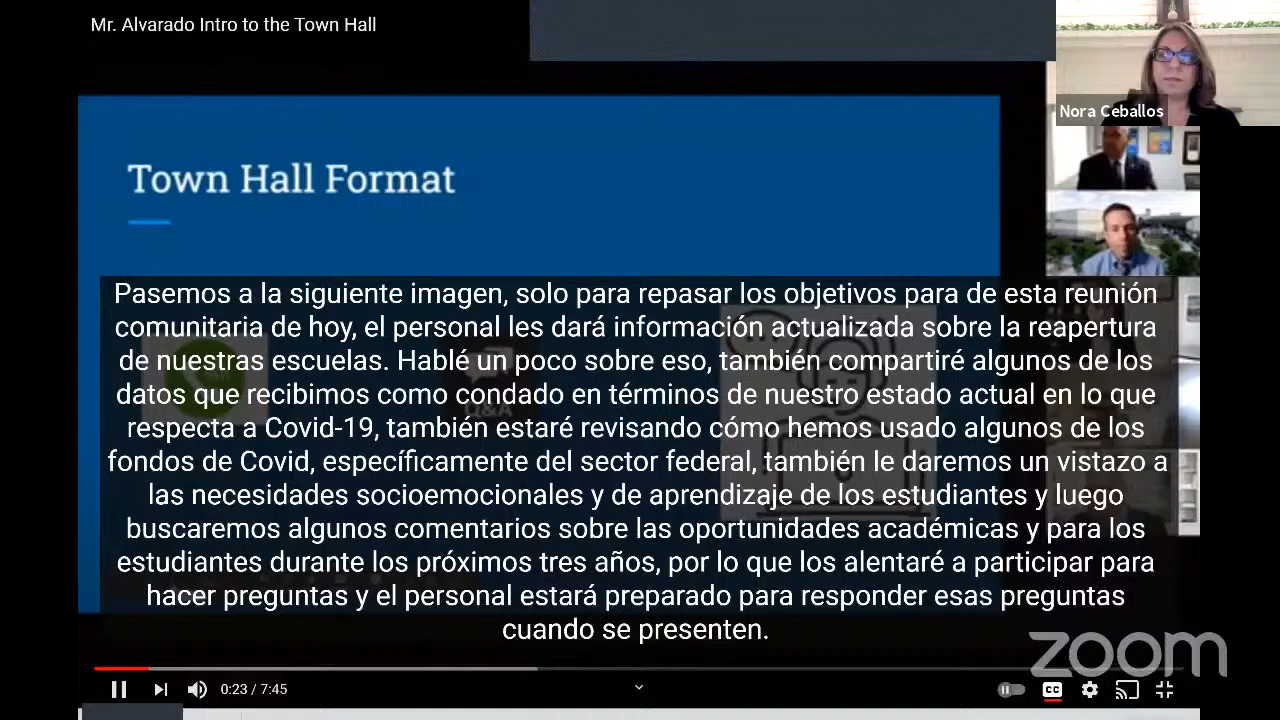 Mr. Alvarado Intro to the Town Hall
Nora Ceballos
Town Hall Format
Pasemos a la siguiente imagen, solo para repasar los objetivos para de esta reunión
comunitaria de hoy, el personal les dará información actualizada sobre la reapertura
de nuestras escuelas. Hablé un poco sobre eso, también compartiré algunos de los
datos que recibimos como condado en términos de nuestro estado actual en lo que
respecta a Covid-19, también estaré revisando cómo hemos usado algunos de los
fondos de Covid, específicamente del sector federal, también le daremos un vistazo a
las necesidades socioemocionales y de aprendizaje de los estudiantes y luego
buscaremos algunos comentarios sobre las oportunidades académicas y para los
estudiantes durante los próximos tres años, por lo que los alentaré a participar para
hacer preguntas y el personal estará preparado para responder esas preguntas
cuando se presenten.
Q&A
zoom
0:23 / 7:45
CC